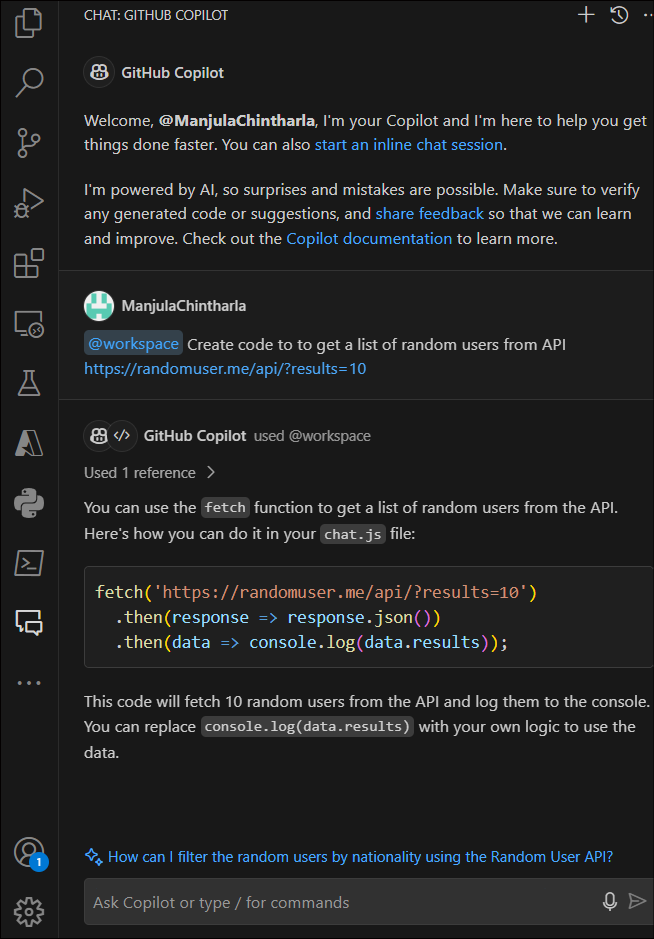 CHAT: GITHUB COPILOT
GitHub Copilot
Welcome, @ManjulaChintharla, I'm your Copilot and I'm here to help you get
things done faster. You can also start an inline chat session.
I'm powered by AI, so surprises and mistakes are possible. Make sure to verify
any generated code or suggestions, and share feedback so that we can learn
and improve. Check out the Copilot documentation to learn more.
ManjulaChintharla
@workspace Create code to to get a list of random users from API
https://randomuser.me/api/?results=10
GitHub Copilot used @workspace
Used 1 reference
You can use the fetch function to get a list of random users from the API.
Here's how you can do it in your chat.js file:
fetch('https://randomuser.me/api/?results=10')
.then(response => response.json())
.then(data => console.log(data.results));
This code will fetch 10 random users from the API and log them to the console.
You can replace console.log(data.results) with your own logic to use the
data.
1
How can I filter the random users by nationality using the Random User API?
Ask Copilot or type / for commands